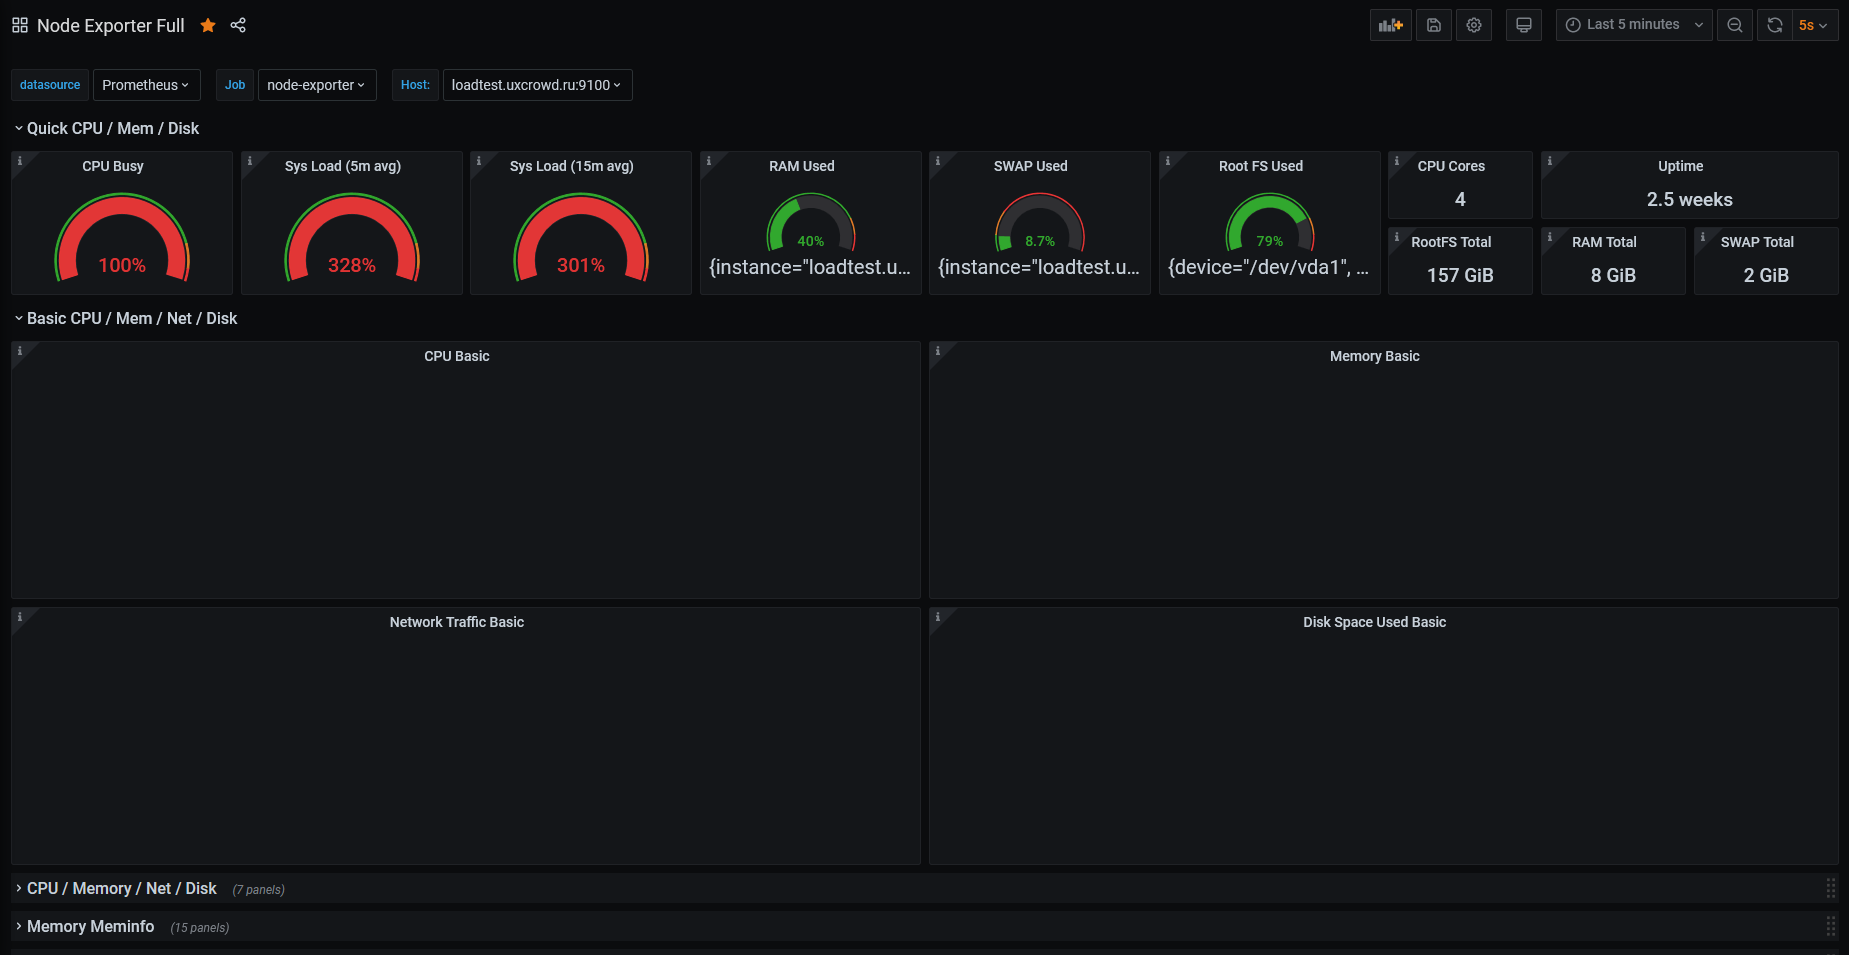 Node Exporter Full
Last 5 minutes
5s
datasource Prometheus Job node-exporter Host: loadtest.uxcrowd.ru:9100
Quick CPU / Mem / Disk
CPU Busy
100%
Sys Load (5m avg)
328%
Sys Load (15m avg)
301%
RAM Used
40%
{instance="loadtest.u...
SWAP Used
8.7%
{instance="loadtest.u...
Root FS Used
79%
{device="/dev/vda1", ...
CPU Cores
4
Uptime
2.5 weeks
RootFS Total
157 GiB
RAM Total
8 GiB
SWAP Total
2 GiB
Basic CPU / Mem / Net / Disk
CPU Basic
Memory Basic
Network Traffic Basic
Disk Space Used Basic
CPU / Memory / Net / Disk (7 panels)
Memory Meminfo (15 panels)